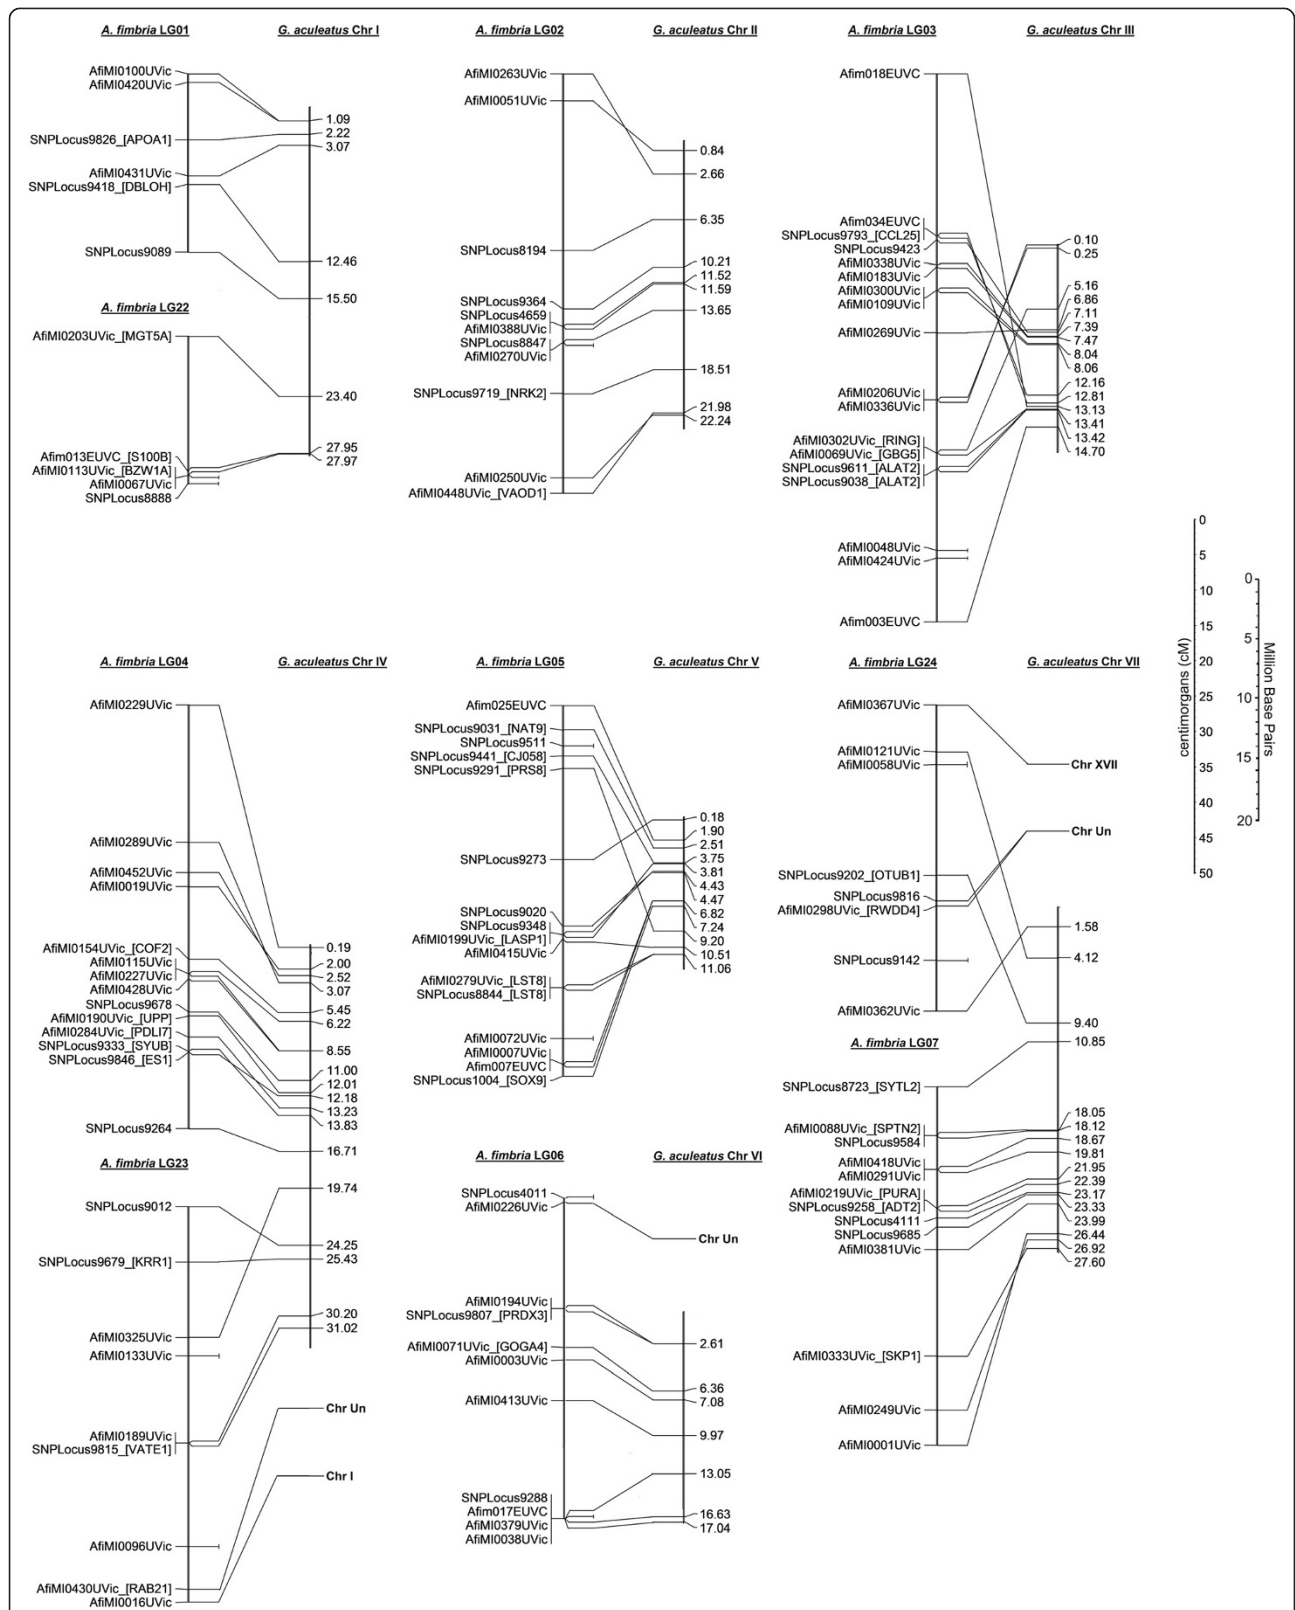 A. fimbria LG01
G. aculeatus Chr I
AfiMI0100UVic
AfiMI0420UVic
SNPLocus9826_[APOA1]
AfiMI0431UVic
SNPLocus9418_[DBLOH]
SNPLocus9089
1.09
2.22
3.07
12.46
15.50
A. fimbria LG22
AfiMI0203UVic_[MGT5A]
Afim013EUVC_[S100B]
AfiMI0113UVic_[BZW1A]
AfiMI0067UVic
SNPLocus8888
23.40
27.95
27.97
A. fimbria LG02
G. aculeatus Chr II
AfiMI0263UVic
AfiMI0051UVic
SNPLocus8194
SNPLocus9364
SNPLocus4659
AfiMI0388UVic
SNPLocus8847
AfiMI0270UVic
SNPLocus9719_[NRK2]
AfiMI0250UVic
AfiMI0448UVic_[VAOD1]
0.84
2.66
6.35
10.21
11.52
11.59
13.65
18.51
21.98
22.24
A. fimbria LG03
G. aculeatus Chr III
Afim018EUVC
Afim034EUVC
SNPLocus9793_[CCL25]
SNPLocus9423
AfiMI0338UVic
AfiMI0183UVic
AfiMI0300UVic
AfiMI0109UVic
AfiMI0269UVic
AfiMI0206UVic
AfiMI0336UVic
AfiMI0302UVic_[RING]
AfiMI0069UVic_[GBG5]
SNPLocus9611_[ALAT2]
SNPLocus9038_[ALAT2]
AfiMI0048UVic
AfiMI0424UVic
Afim003EUVC
0.10
0.25
5.16
6.86
7.11
7.39
7.47
8.04
8.06
12.16
12.81
13.13
13.41
13.42
14.70
0
5
10
15
20
25
30
35
40
45
50
centimorgans (cM)
0
5
10
15
20
Million Base Pairs
A. fimbria LG04
G. aculeatus Chr IV
AfiMI0229UVic
AfiMI0289UVic
AfiMI0452UVic
AfiMI0019UVic
AfiMI0154UVic_[COF2]
AfiMI0115UVic
AfiMI0227UVic
AfiMI0428UVic
SNPLocus9678
AfiMI0190UVic_[UPP]
AfiMI0284UVic_[PDLI7]
SNPLocus9333_[SYUB]
SNPLocus9846_[ES1]
SNPLocus9264
0.19
2.00
2.52
3.07
5.45
6.22
8.55
11.00
12.01
12.18
13.23
13.83
16.71
A. fimbria LG23
SNPLocus9012
SNPLocus9679_[KRR1]
AfiMI0325UVic
AfiMI0133UVic
AfiMI0189UVic
SNPLocus9815_[VATE1]
AfiMI0096UVic
AfiMI0430UVic_[RAB21]
AfiMI0016UVic
19.74
24.25
25.43
30.20
31.02
Chr Un
Chr I
A. fimbria LG05
G. aculeatus Chr V
Afim025EUVC
SNPLocus9031_[NAT9]
SNPLocus9511
SNPLocus9441_[CJ058]
SNPLocus9291_[PRS8]
SNPLocus9273
SNPLocus9020
SNPLocus9348
AfiMI0199UVic_[LASP1]
AfiMI0415UVic
AfiMI0279UVic_[LST8]
SNPLocus8844_[LST8]
AfiMI0072UVic
AfiMI0007UVic
Afim007EUVC
SNPLocus1004_[SOX9]
0.18
1.90
2.51
3.75
3.81
4.43
4.47
6.82
7.24
9.20
10.51
11.06
A. fimbria LG06
G. aculeatus Chr VI
SNPLocus4011
AfiMI0226UVic
AfiMI0194UVic
SNPLocus9807_[PRDX3]
AfiMI0071UVic_[GOGA4]
AfiMI0003UVic
AfiMI0413UVic
SNPLocus9288
Afim017EUVC
AfiMI0379UVic
AfiMI0038UVic
Chr Un
2.61
6.36
7.08
9.97
13.05
16.63
17.04
A. fimbria LG24
G. aculeatus Chr VII
AfiMI0367UVic
AfiMI0121UVic
AfiMI0058UVic
SNPLocus9202_[OTUB1]
SNPLocus9816
AfiMI0298UVic_[RWDD4]
SNPLocus9142
AfiMI0362UVic
Chr XVII
Chr Un
1.58
4.12
9.40
10.85
A. fimbria LG07
SNPLocus8723_[SYTL2]
AfiMI0088UVic_[SPTN2]
SNPLocus9584
AfiMI0418UVic
AfiMI0291UVic
AfiMI0219UVic_[PURA]
SNPLocus9258_[ADT2]
SNPLocus4111
SNPLocus9685
AfiMI0381UVic
AfiMI0333UVic_[SKP1]
AfiMI0249UVic
AfiMI0001UVic
18.05
18.12
18.67
19.81
21.95
22.39
23.17
23.33
23.99
26.44
26.92
27.60